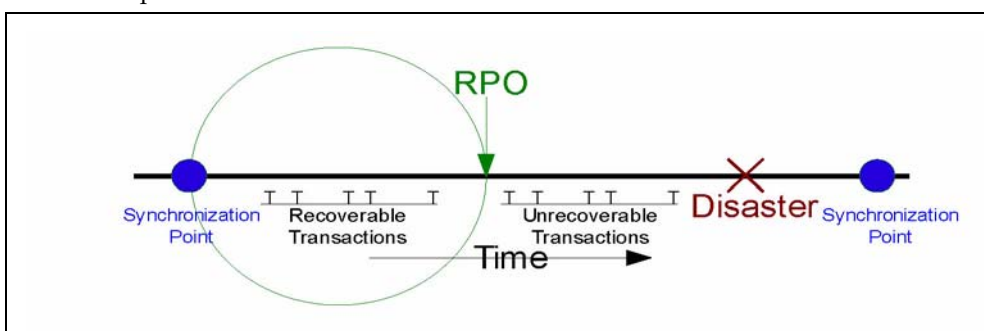 RPO
Synchronization
Point
Recoverable
Transactions
Unrecoverable
Transactions
Disaster
Synchronization
Point
Time